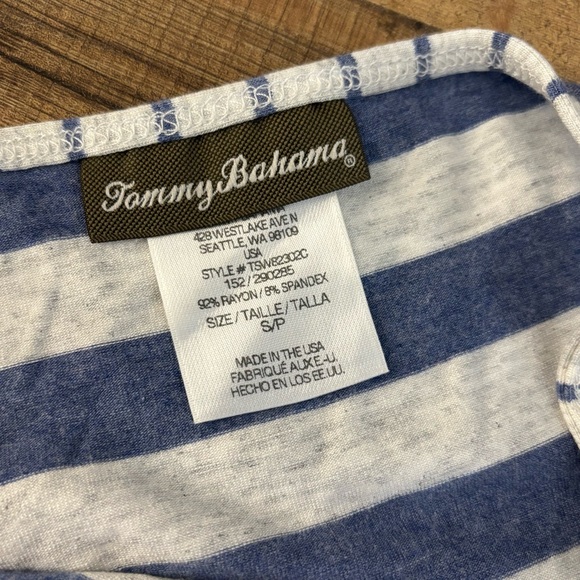 Tommy Bahama®
428 WESTLAKE AVE N
SEATTLE, WA 98109
USA
STYLE # TSW82302C
152 / 290285
92% RAYON / 8% SPANDEX
SIZE / TAILLE / TALLA
S/P
MADE IN THE USA
FABRIQUÉ AUX E.-U.
HECHO EN LOS EE.UU.